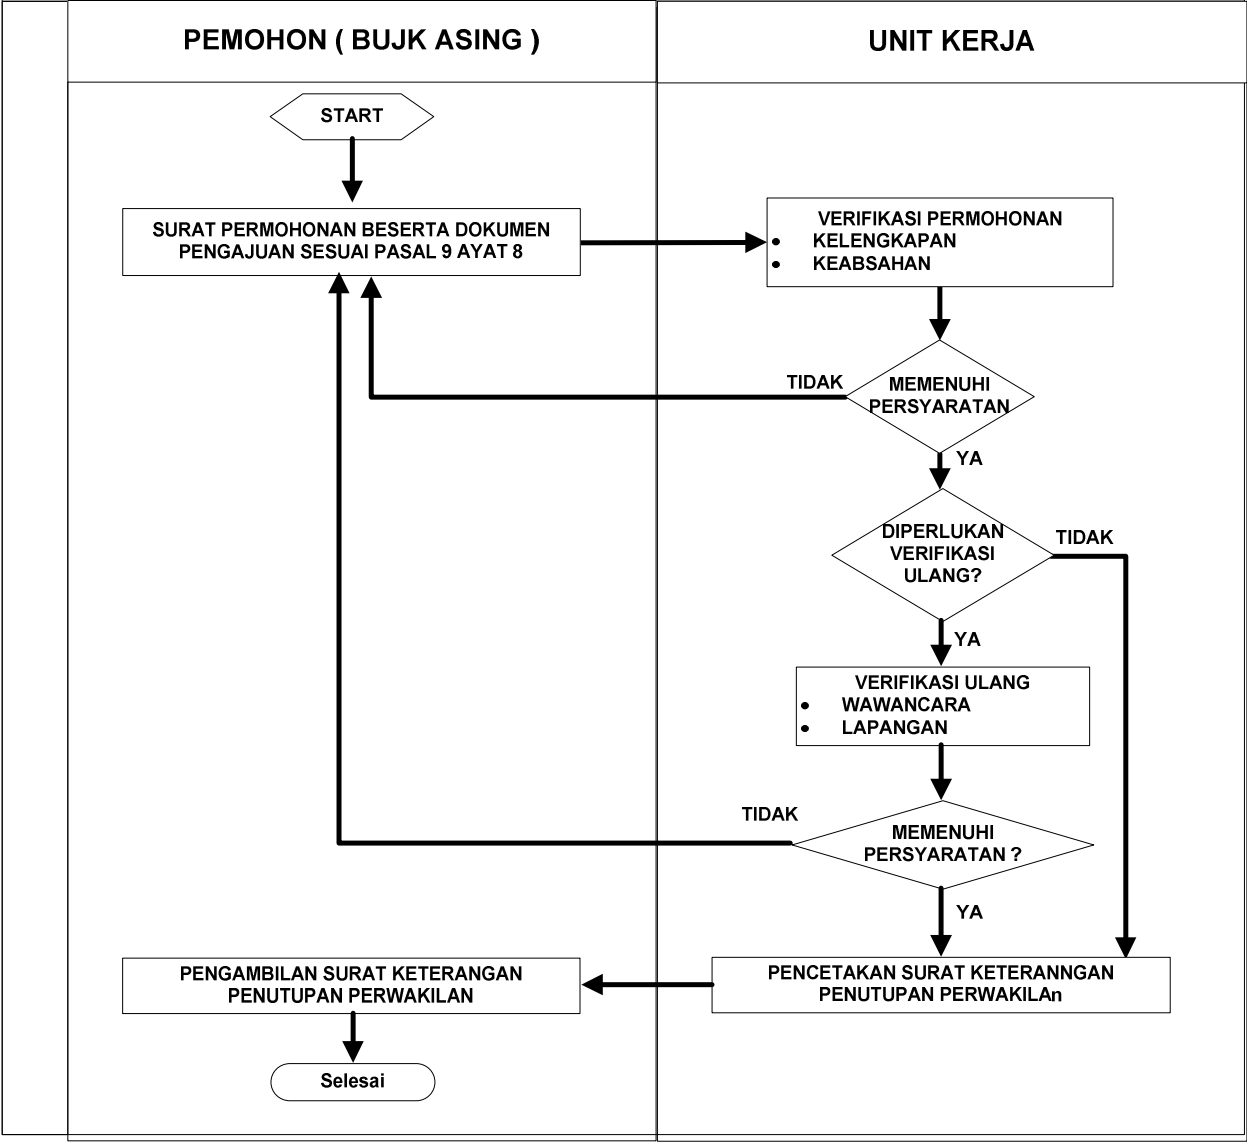 PEMOHON ( BUJK ASING )
UNIT KERJA
START
SURAT PERMOHONAN BESERTA DOKUMEN
PENGAJUAN SESUAI PASAL 9 AYAT 8
VERIFIKASI PERMOHONAN
• KELENGKAPAN
• KEABSAHAN
TIDAK
MEMENUHI
PERSYARATAN
YA
DIPERLUKAN
VERIFIKASI
ULANG?
TIDAK
YA
VERIFIKASI ULANG
• WAWANCARA
• LAPANGAN
TIDAK
MEMENUHI
PERSYARATAN ?
YA
PENCETAKAN SURAT KETERANNGAN
PENUTUPAN PERWAKILAn
PENGAMBILAN SURAT KETERANGAN
PENUTUPAN PERWAKILAN
Selesai